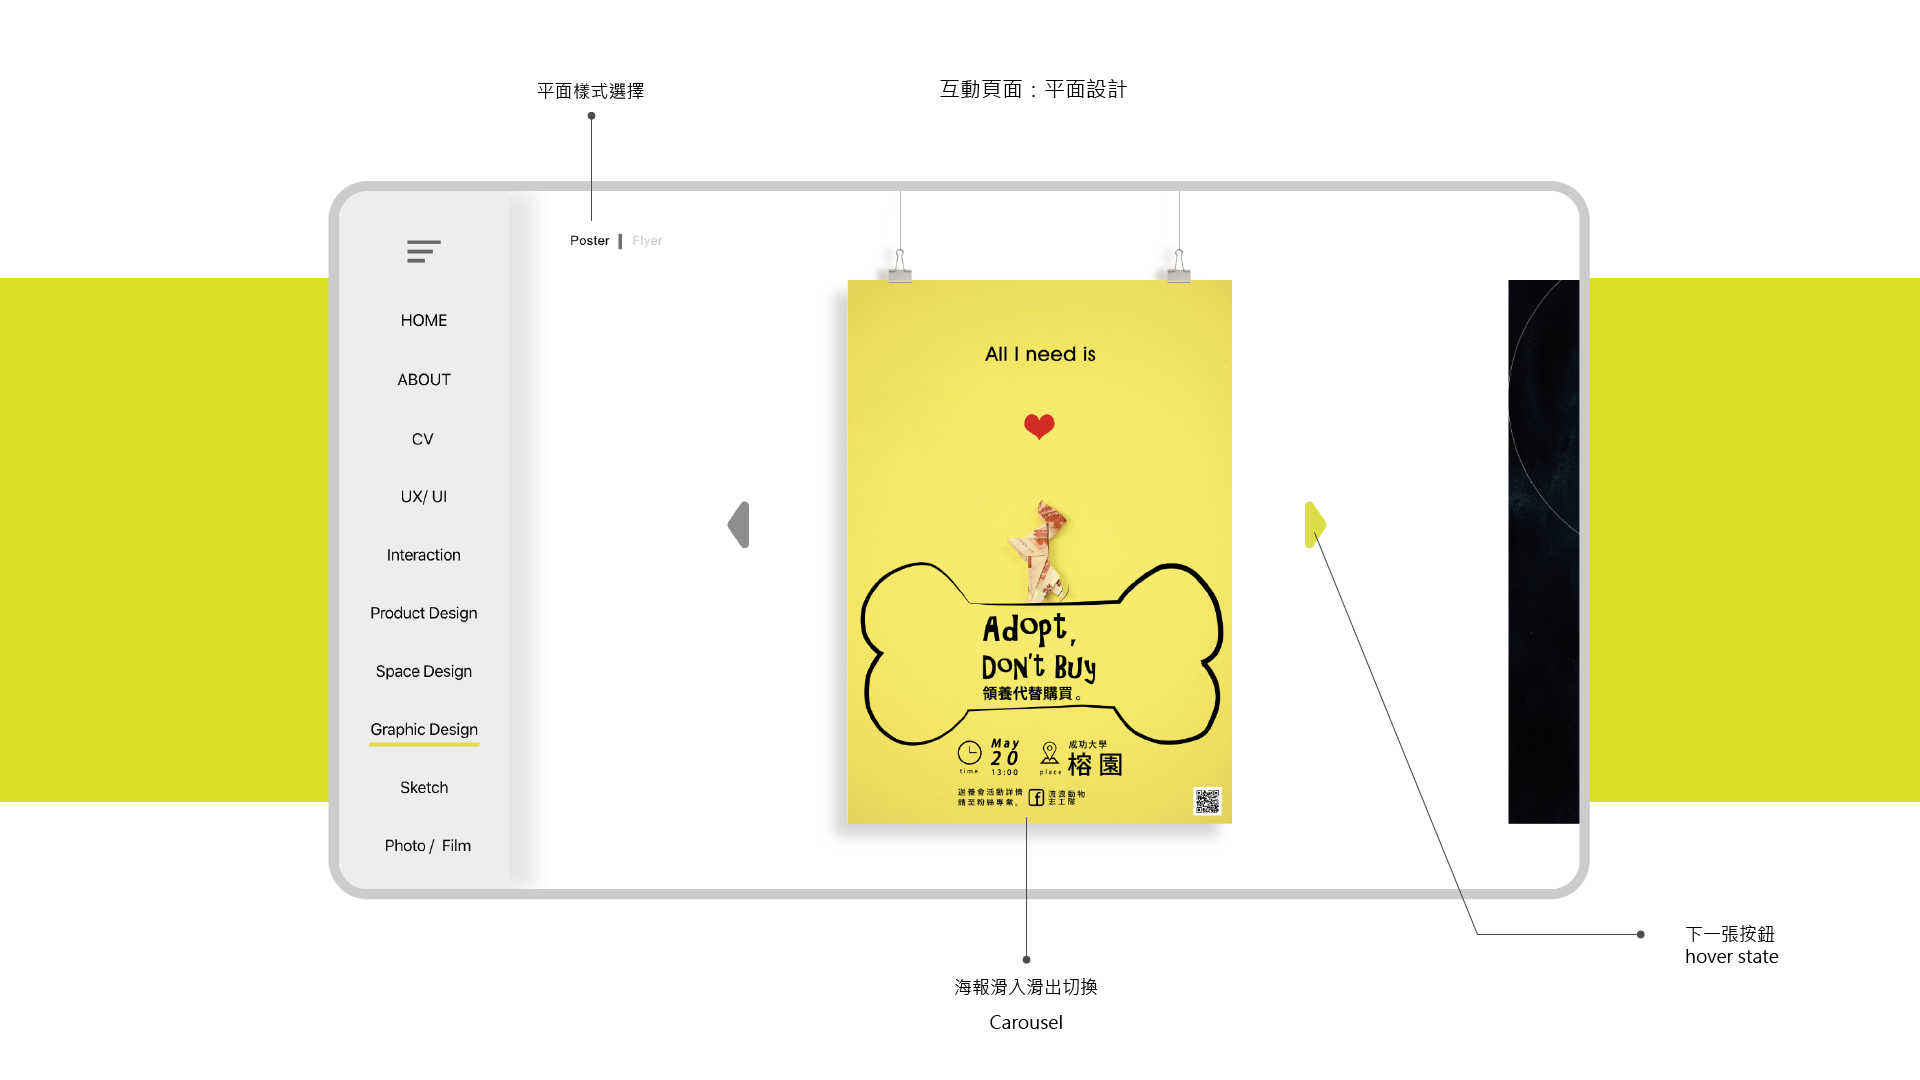 平面樣式選擇
互動頁面：平面設計
Poster
Flyer
HOME
ABOUT
CV
UX/ UI
Interaction
Product Design
Space Design
Graphic Design
Sketch
Photo / Film
All I need is
Adopt,
Don't Buy
領養代替購買。
time
May
20
13:00
place
成功大學
榕園
送養會活動詳情
請至粉絲專業。
流浪動物
志工隊
下一張按鈕
hover state
海報滑入滑出切換
Carousel